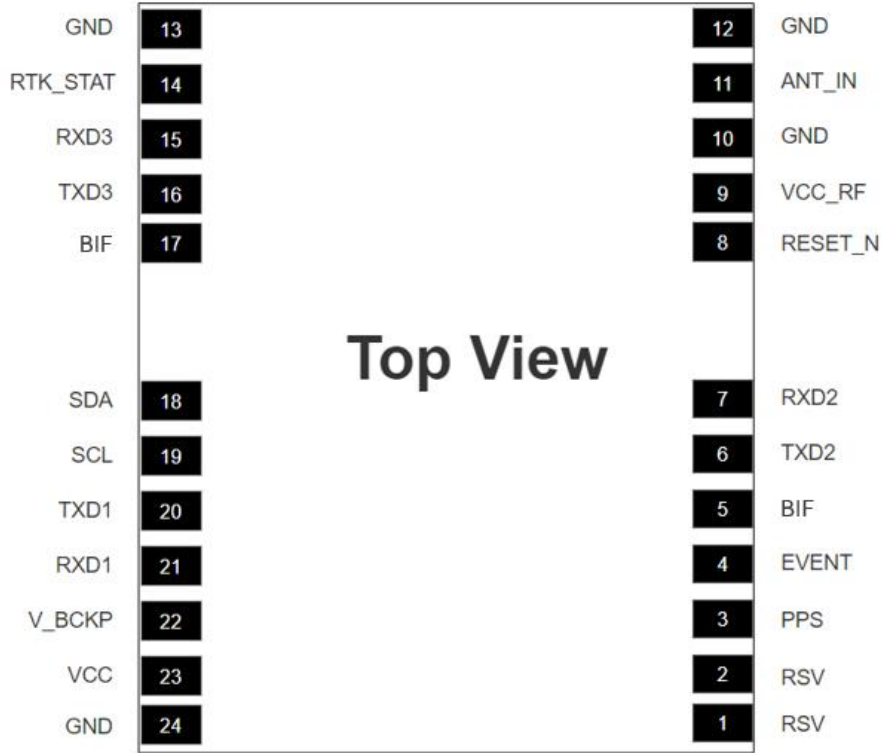 GND 13 12 GND
RTK_STAT 14 11 ANT_IN
RXD3 15 10 GND
TXD3 16 9 VCC_RF
BIF 17 8 RESET_N
Top View
SDA 18 7 RXD2
SCL 19 6 TXD2
TXD1 20 5 BIF
RXD1 21 4 EVENT
V_BCKP 22 3 PPS
VCC 23 2 RSV
GND 24 1 RSV